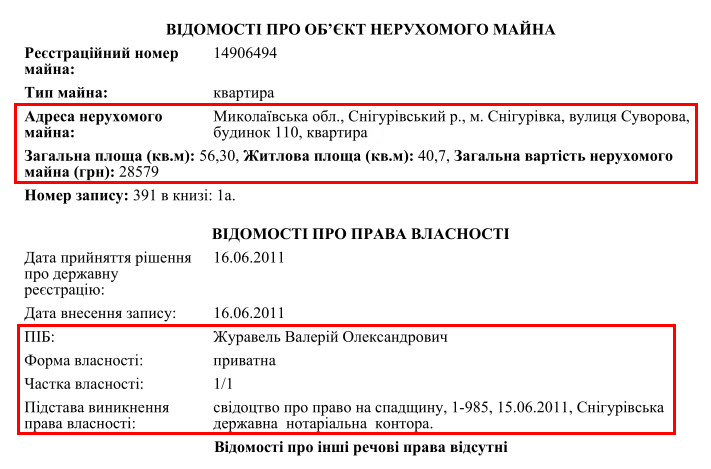 ВІДОМОСТІ ПРО ОБ’ЄКТ НЕРУХОМОГО МАЙНА
Реєстраційний номер майна: 14906494
Тип майна: квартира
Адреса нерухомого Миколаївська обл., Снігурівський р., м. Снігурівка, вулиця Суворова,
майна: будинок 110, квартира
Загальна площа (кв.м): 56,30, Житлова площа (кв.м): 40,7, Загальна вартість нерухомого
майна (грн): 28579
Номер запису: 391 в книзі: 1а.
ВІДОМОСТІ ПРО ПРАВА ВЛАСНОСТІ
Дата прийняття рішення 16.06.2011
про державну
реєстрацію:
Дата внесення запису: 16.06.2011
ПІБ: Журавель Валерій Олександрович
Форма власності: приватна
Частка власності: 1/1
Підстава виникнення свідоцтво про право на спадщину, 1-985, 15.06.2011, Снігурівська
права власності: державна нотаріальна контора.
Відомості про інші речові права відсутні